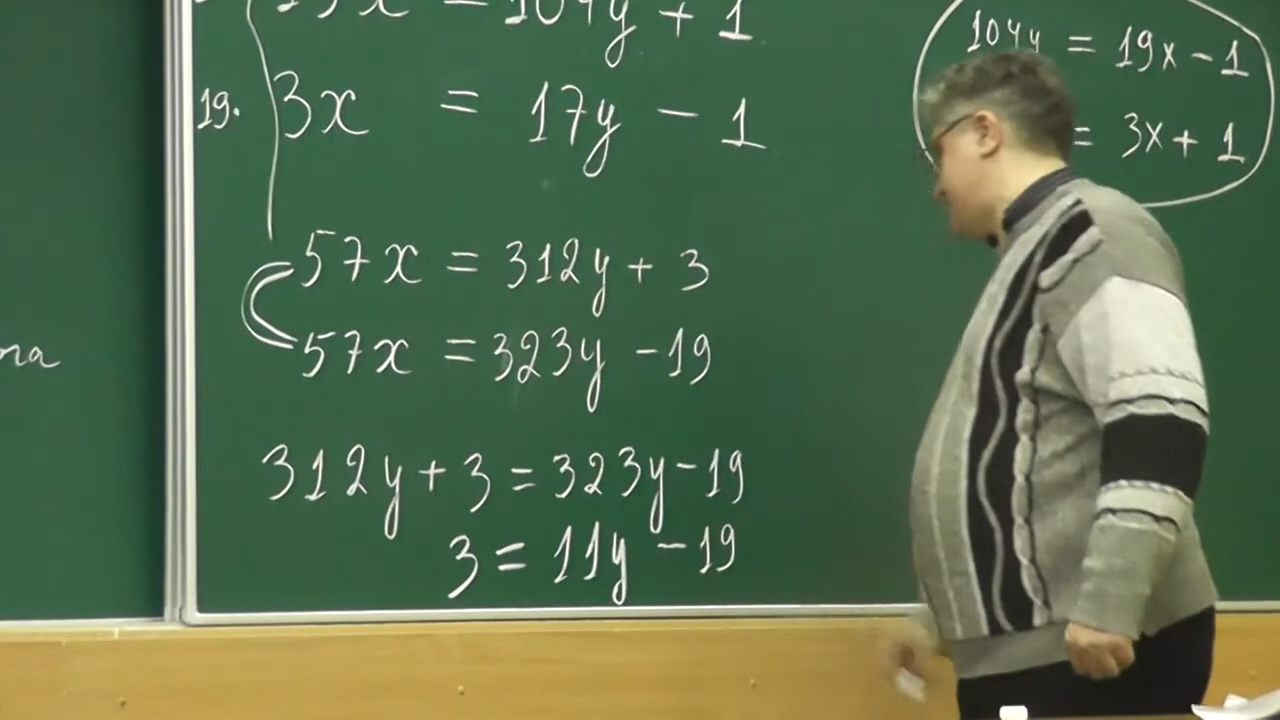 19x = 104y + 1
19. 3x = 17y - 1
57x = 312y + 3
57x = 323y - 19
312y + 3 = 323y - 19
3 = 11y - 19
104y = 19x - 1
= 3x + 1